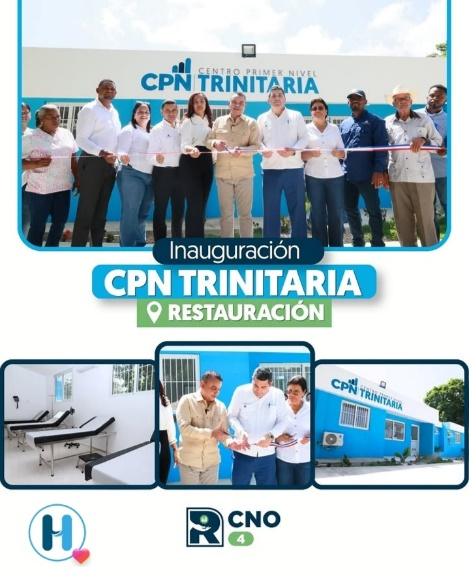 CENTRO PRIMER NIVEL
CPN TRINITARIA
Inauguración
CPN TRINITARIA
RESTAURACIÓN
CPN TRINITARIA
H
R CNO
4